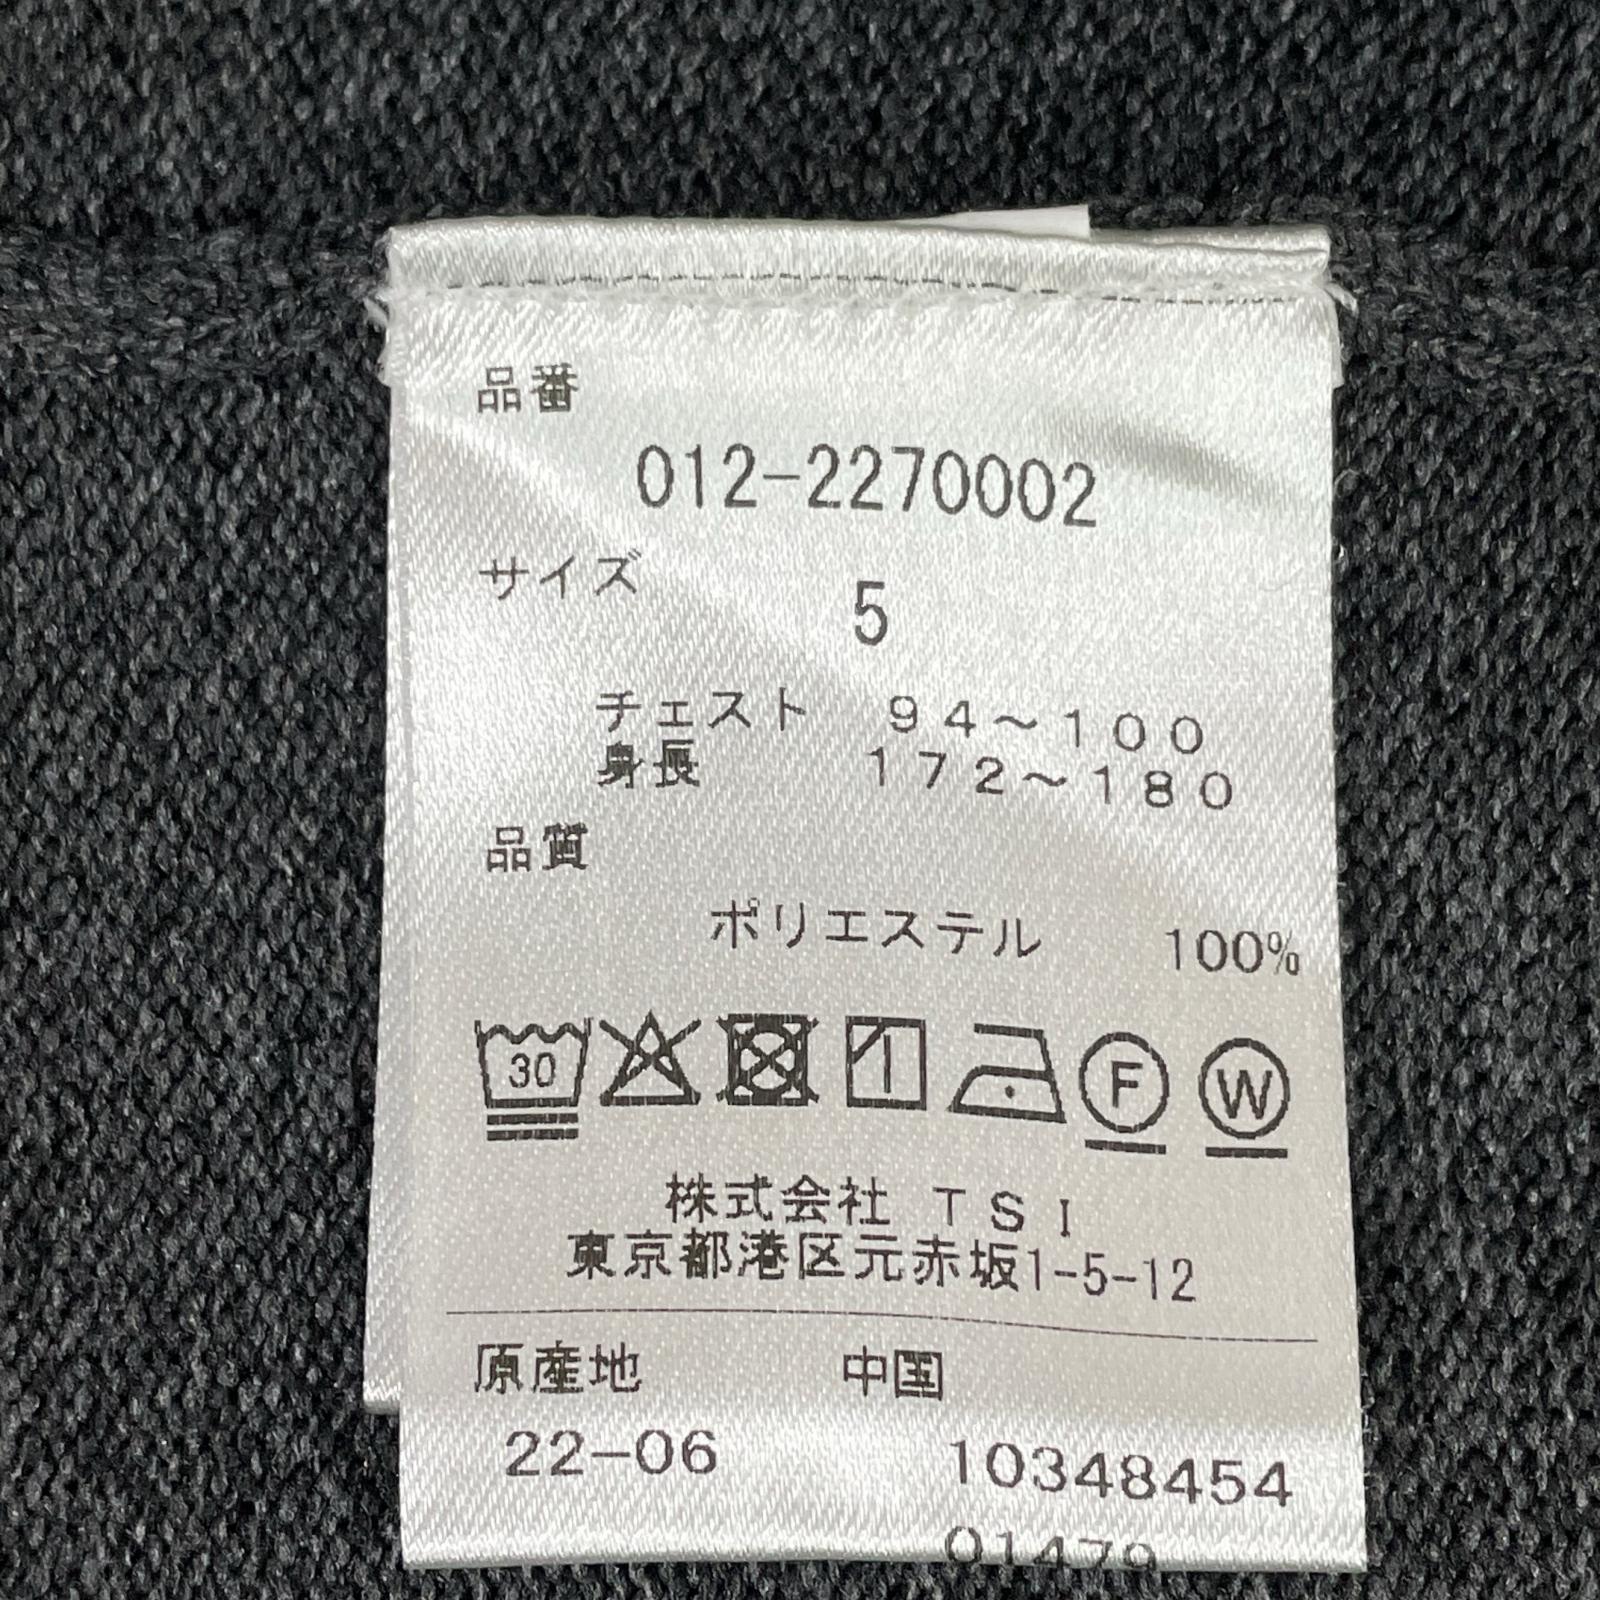 品番
012-2270002
サイズ 5
チェスト 94～100
身長 172～180
品質
ポリエステル 100%
30 F W
株式会社 TSI
東京都港区元赤坂1-5-12
原産地 中国
22-06 10348454
01479